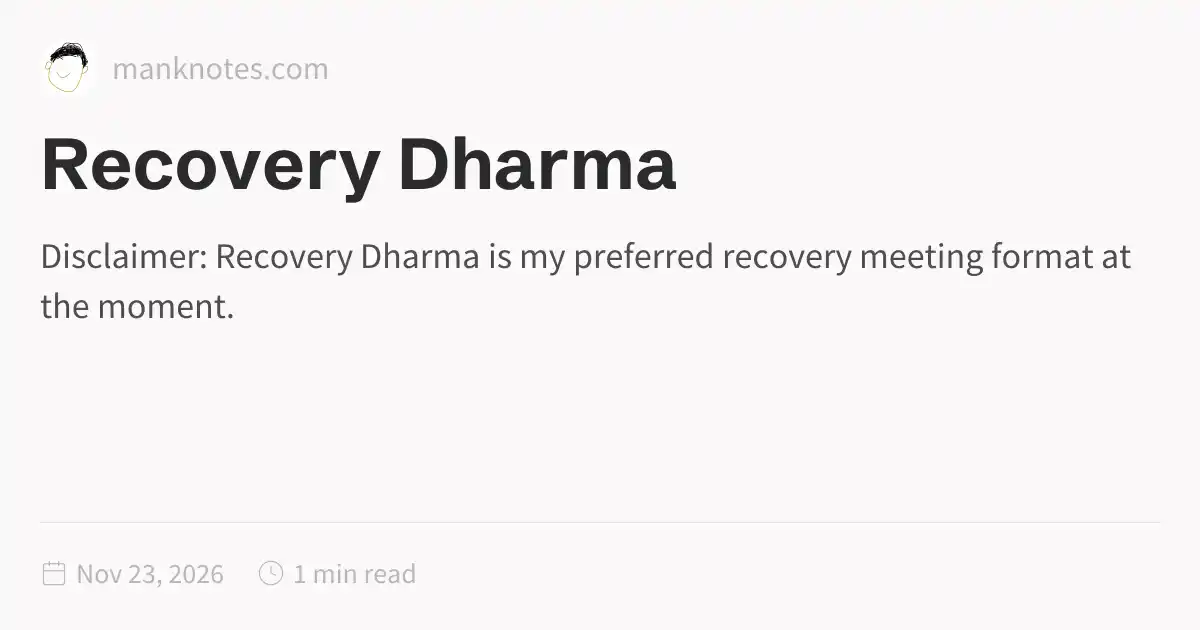 manknotes.com
Recovery Dharma
Disclaimer: Recovery Dharma is my preferred recovery meeting format at
the moment.
Nov 23, 2026 1 min read